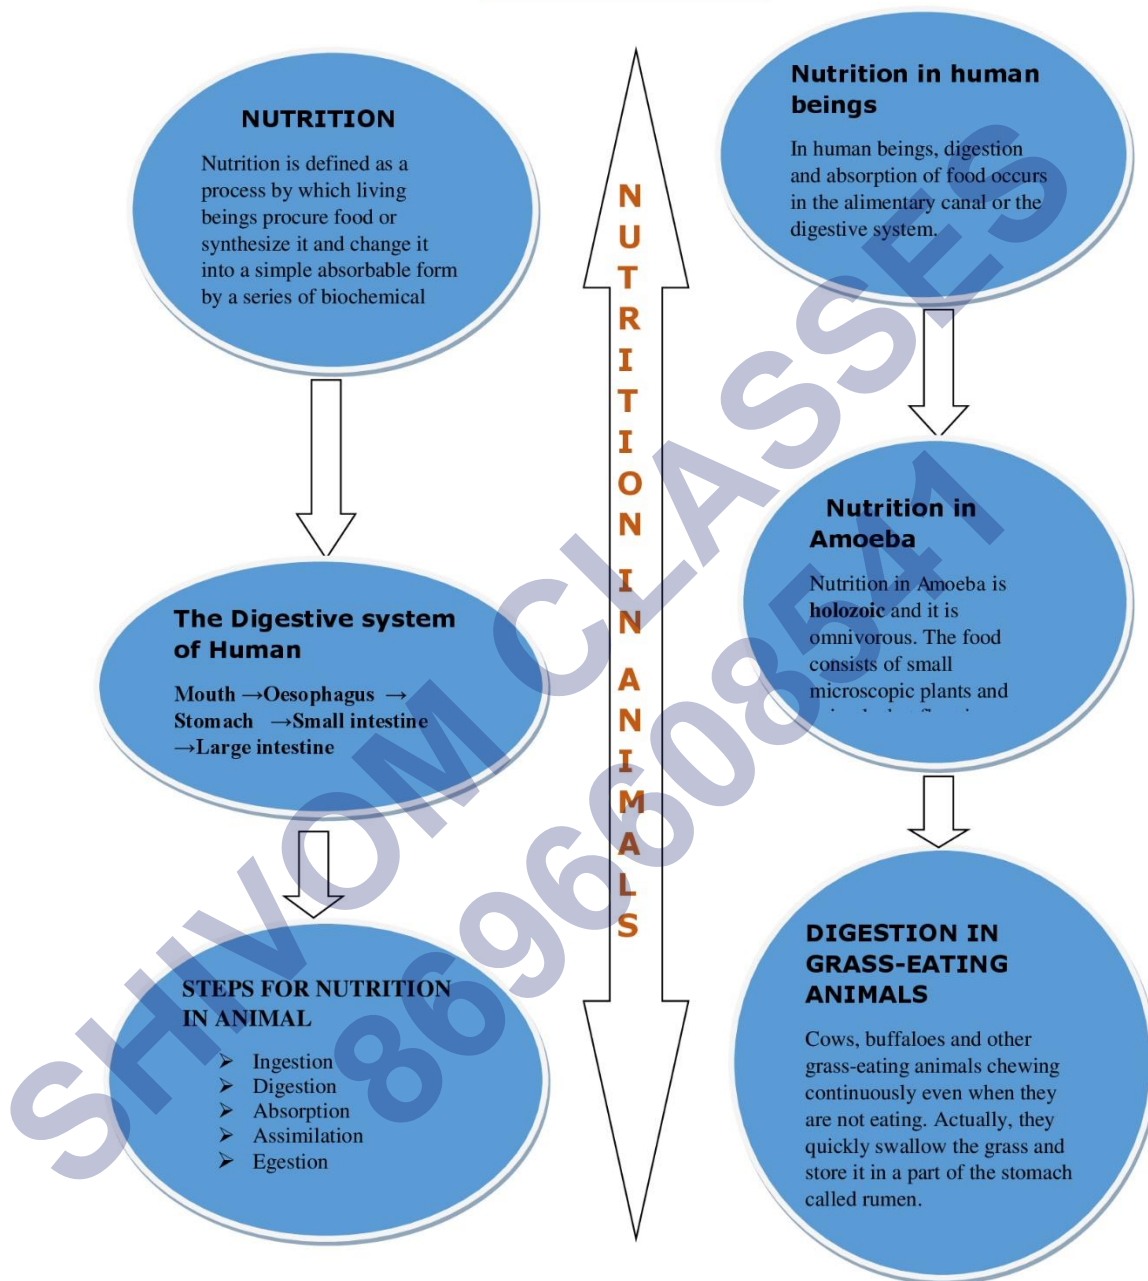 NUTRITION
Nutrition is defined as a
process by which living
beings procure food or
synthesize it and change it
into a simple absorbable form
by a series of biochemical
The Digestive system
of Human
Mouth →Oesophagus →
Stomach →Small intestine
→Large intestine
STEPS FOR NUTRITION
IN ANIMAL
➢ Ingestion
➢ Digestion
➢ Absorption
➢ Assimilation
➢ Egestion
NUTRITION IN ANIMALS
Nutrition in human
beings
In human beings, digestion
and absorption of food occurs
in the alimentary canal or the
digestive system.
Nutrition in
Amoeba
Nutrition in Amoeba is
holozoic and it is
omnivorous. The food
consists of small
microscopic plants and
DIGESTION IN
GRASS-EATING
ANIMALS
Cows, buffaloes and other
grass-eating animals chewing
continuously even when they
are not eating. Actually, they
quickly swallow the grass and
store it in a part of the stomach
called rumen.
SHIVOM CLASSES
8696608541